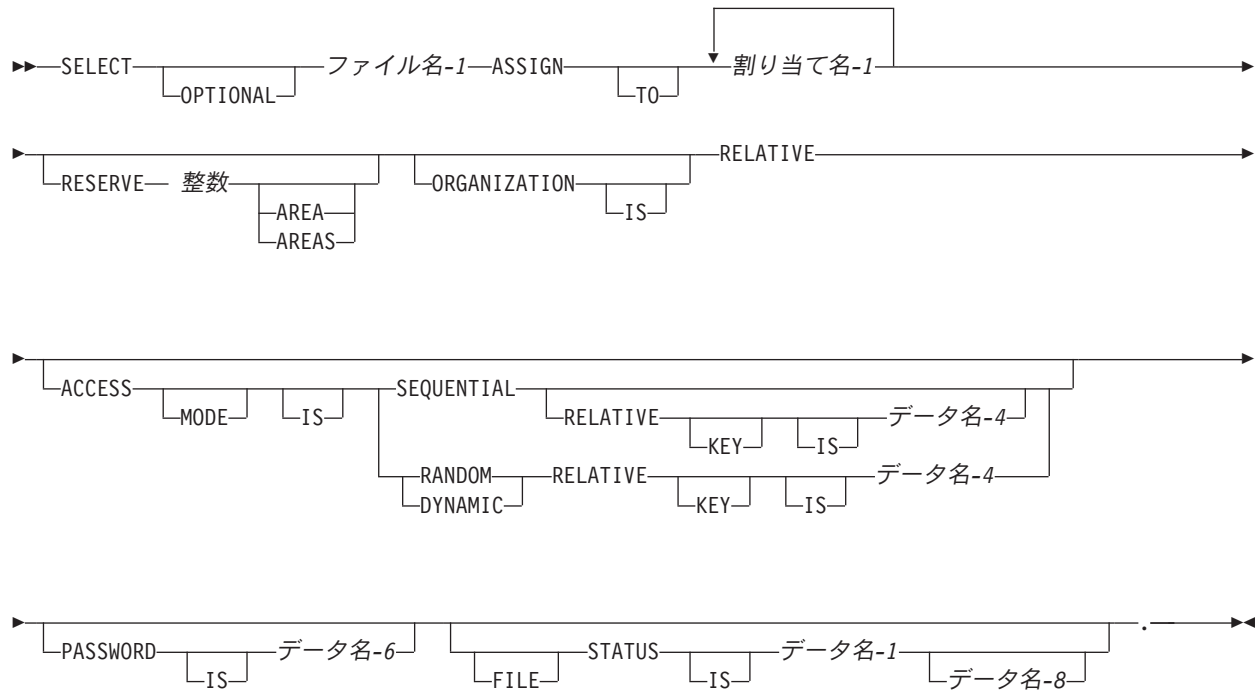 SELECT ファイル名-1 ASSIGN 割り当て名-1
OPTIONAL TO
RELATIVE
RESERVE 整数 ORGANIZATION
AREA IS
AREAS
ACCESS SEQUENTIAL
MODE IS RELATIVE データ名-4
KEY IS
RANDOM RELATIVE データ名-4
DYNAMIC KEY IS
.
PASSWORD データ名-6 STATUS データ名-1
IS FILE IS データ名-8